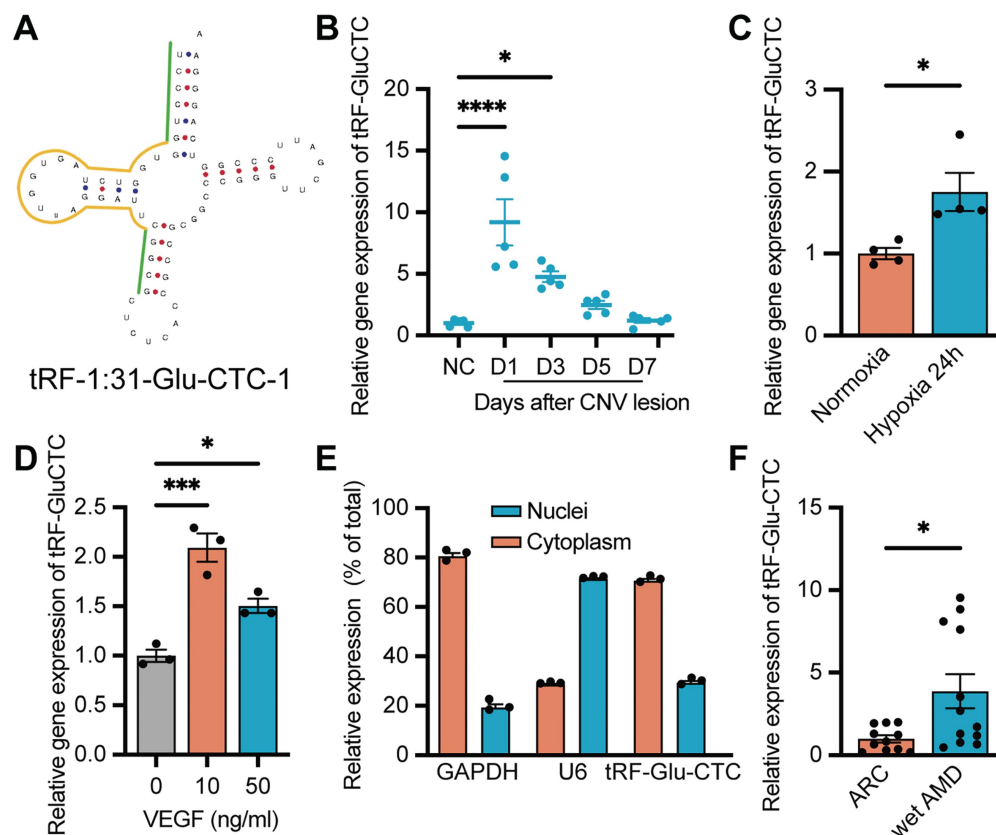 A
tRF-1:31-Glu-CTC-1
B
Relative gene expression of tRF-GluCTC
20
15
10
5
0
*
****
NC D1 D3 D5 D7
Days after CNV lesion
C
Relative gene expression of tRF-GluCTC
3
2
1
0
*
Normoxia
Hypoxia 24h
D
Relative gene expression of tRF-GluCTC
2.5
2.0
1.5
1.0
0.5
0.0
*
***
0 10 50
VEGF (ng/ml)
E
Relative expression (% of total)
100
80
60
40
20
0
Nuclei
Cytoplasm
GAPDH U6 tRF-Glu-CTC
F
Relative expression of tRF-Glu-CTC
15
10
5
0
*
ARC
wet AMD